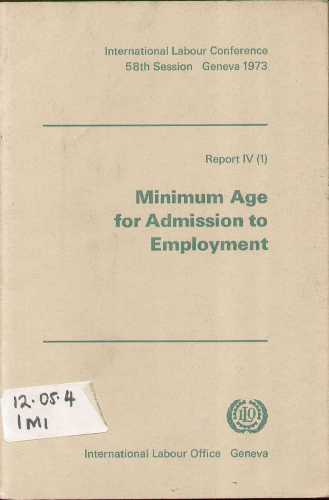 International Labour Conference
58th Session Geneva 1973
Report IV (1)
Minimum Age
for Admission to
Employment
12.05.4
IMI
ILO
International Labour Office Geneva